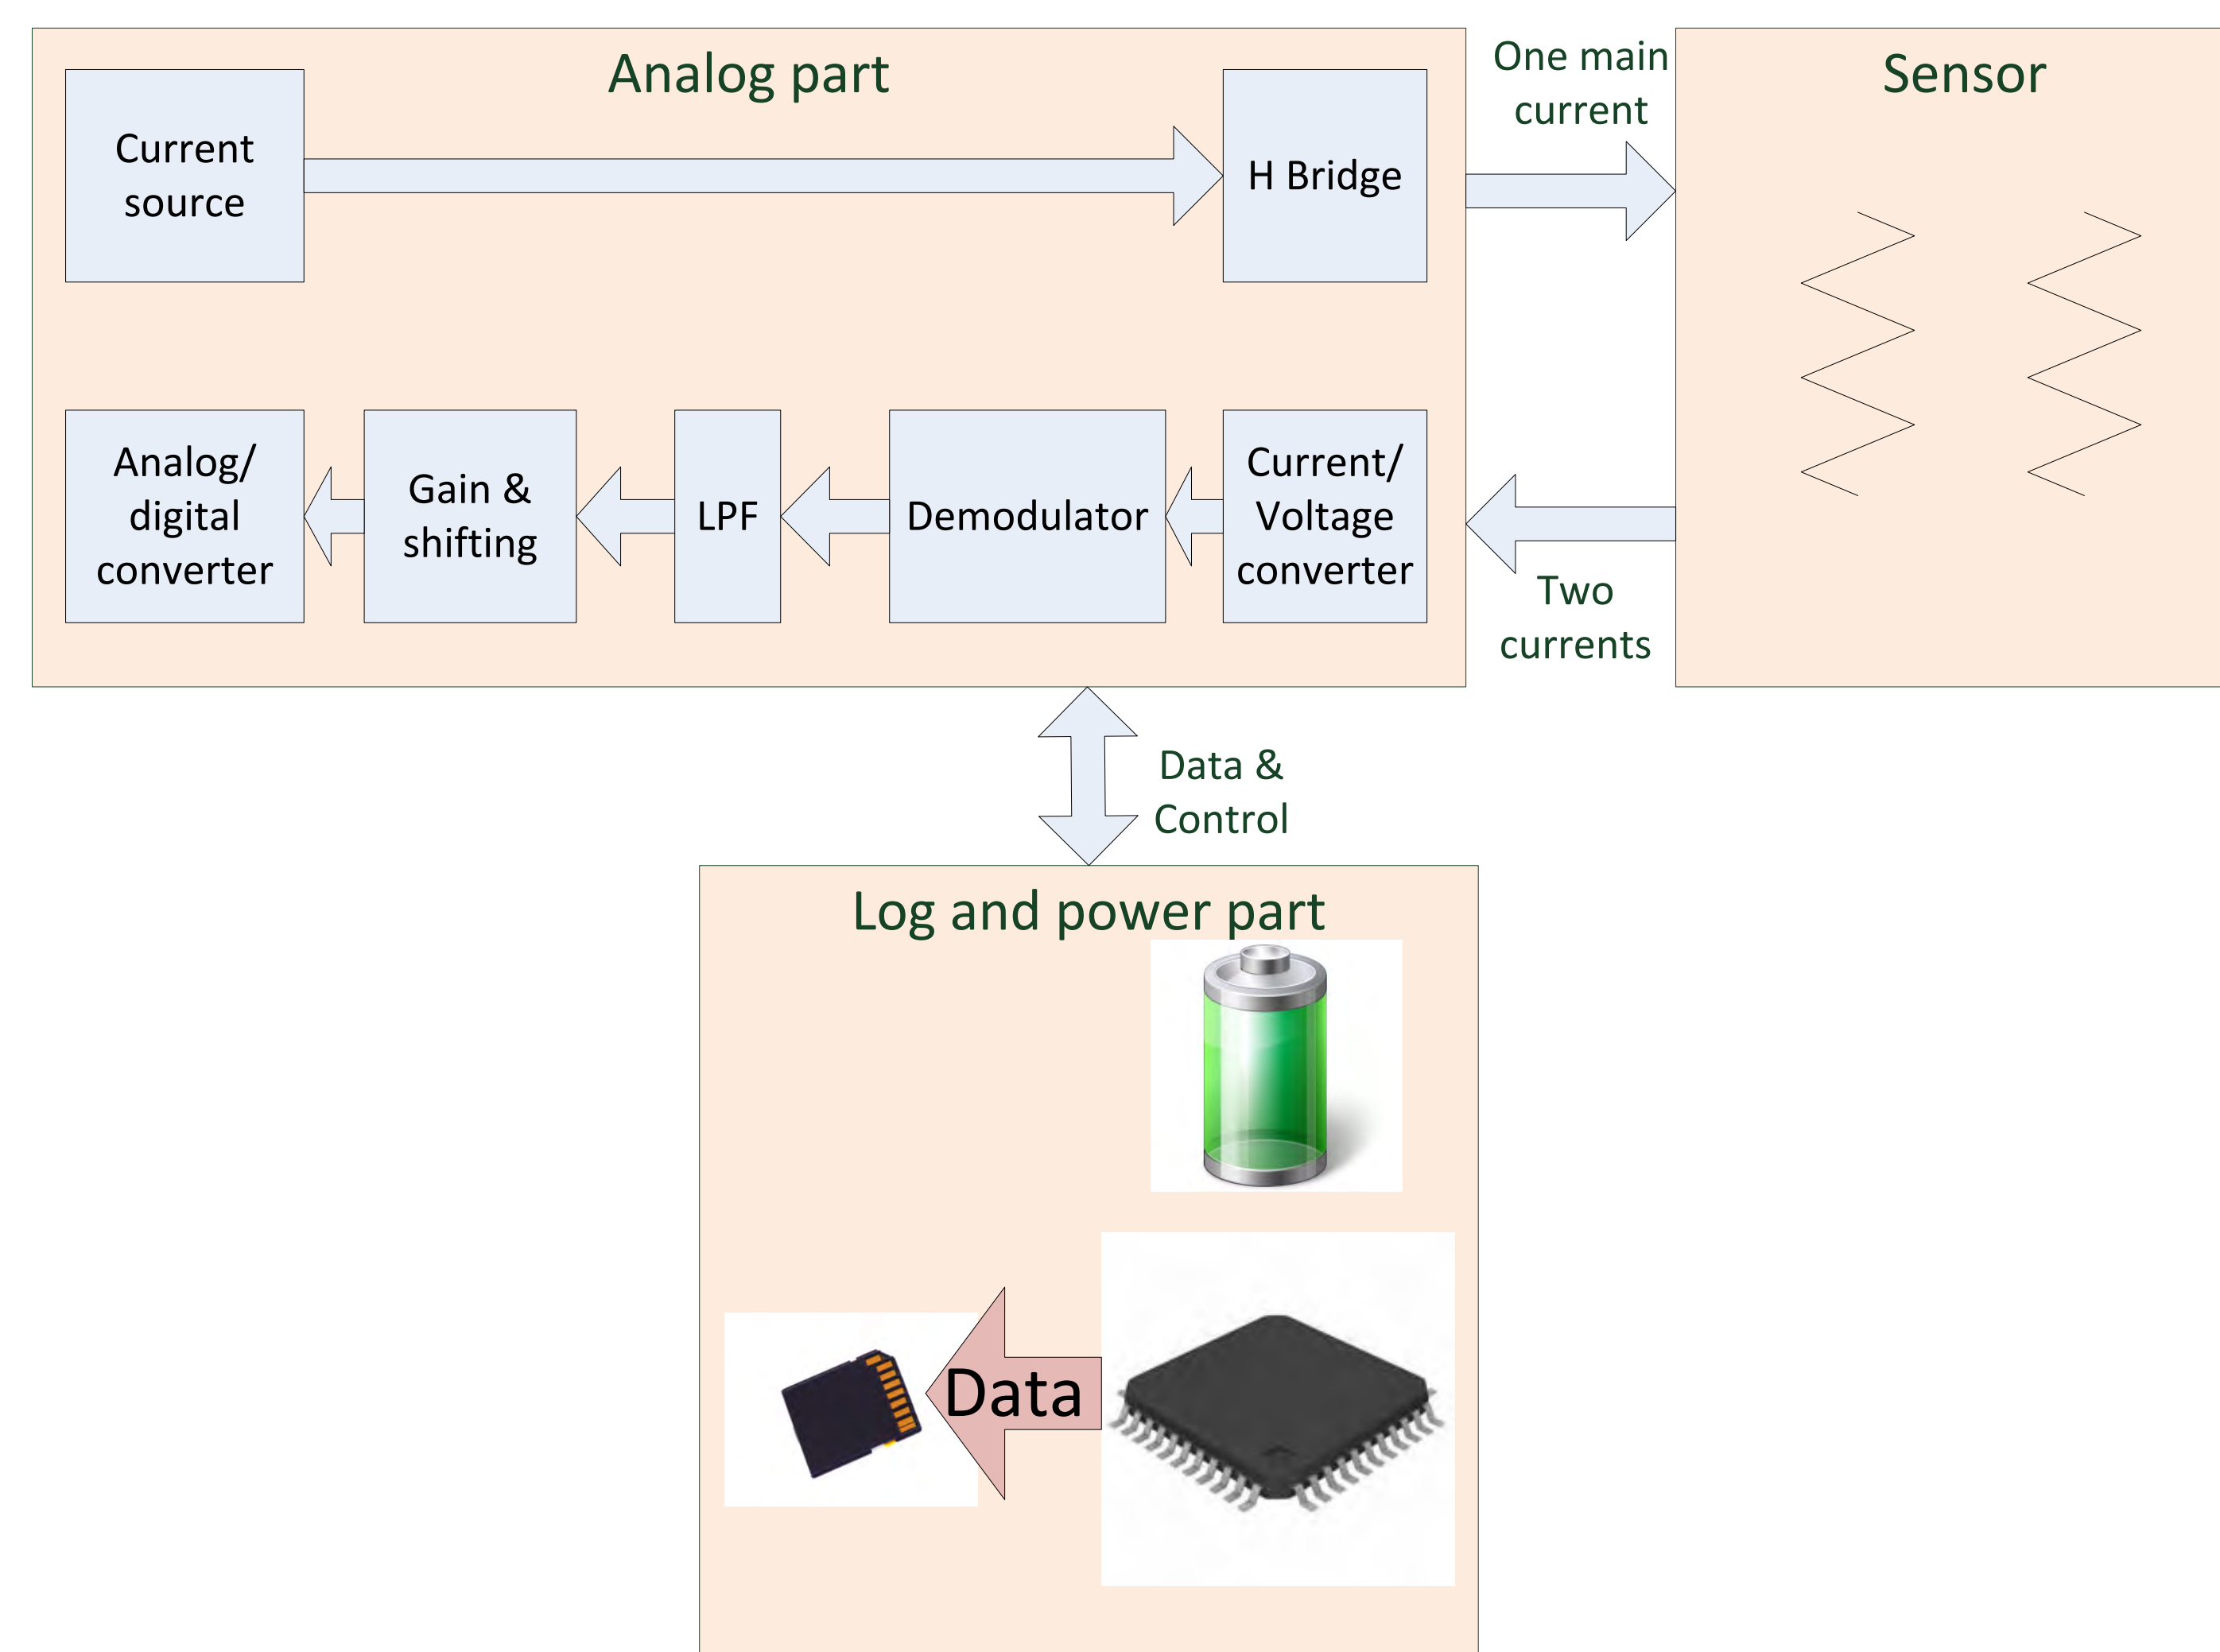 Analog part
One main
current
Sensor
Current
source
H Bridge
Analog/
digital
converter
Gain &
shifting
LPF
Demodulator
Current/
Voltage
converter
Two
currents
Data &
Control
Log and power part
Data